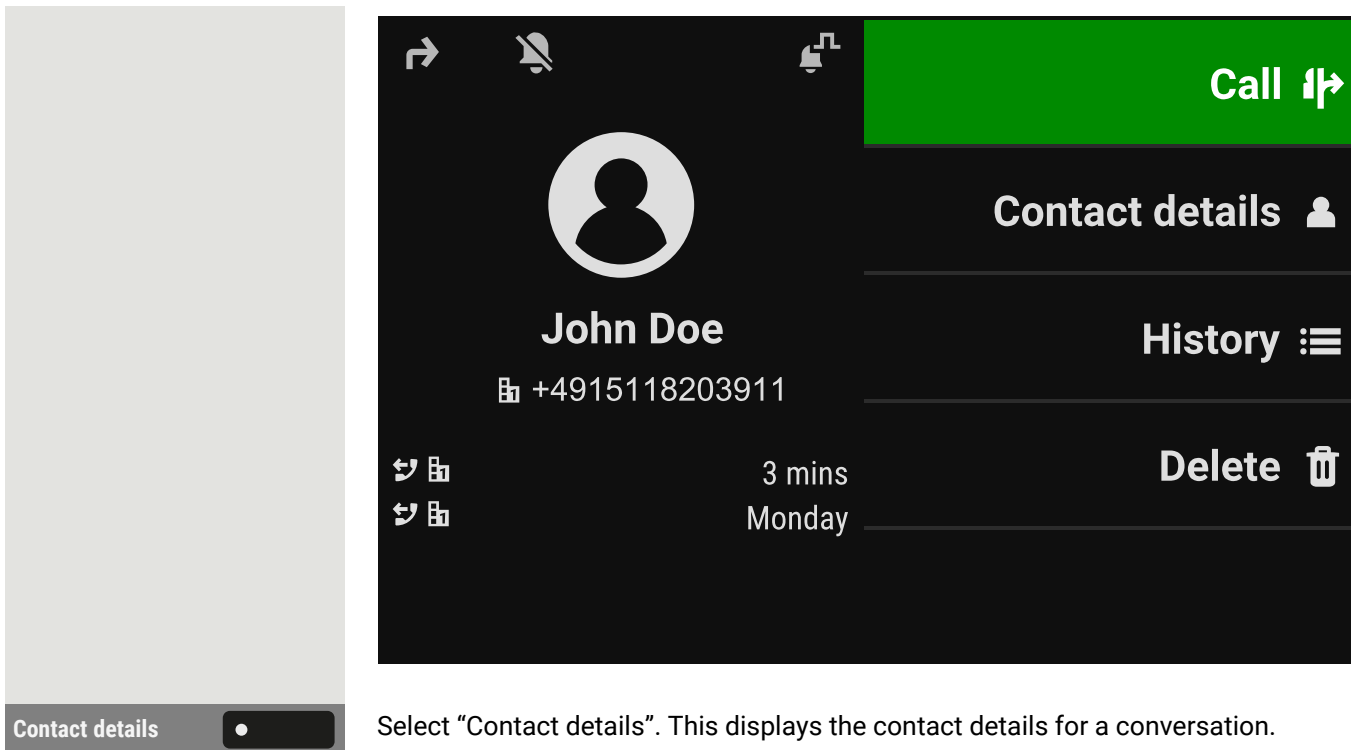 Call
Contact details
John Doe
History
+4915118203911
3 mins
Delete
Monday
Contact details
Select “Contact details”. This displays the contact details for a conversation.